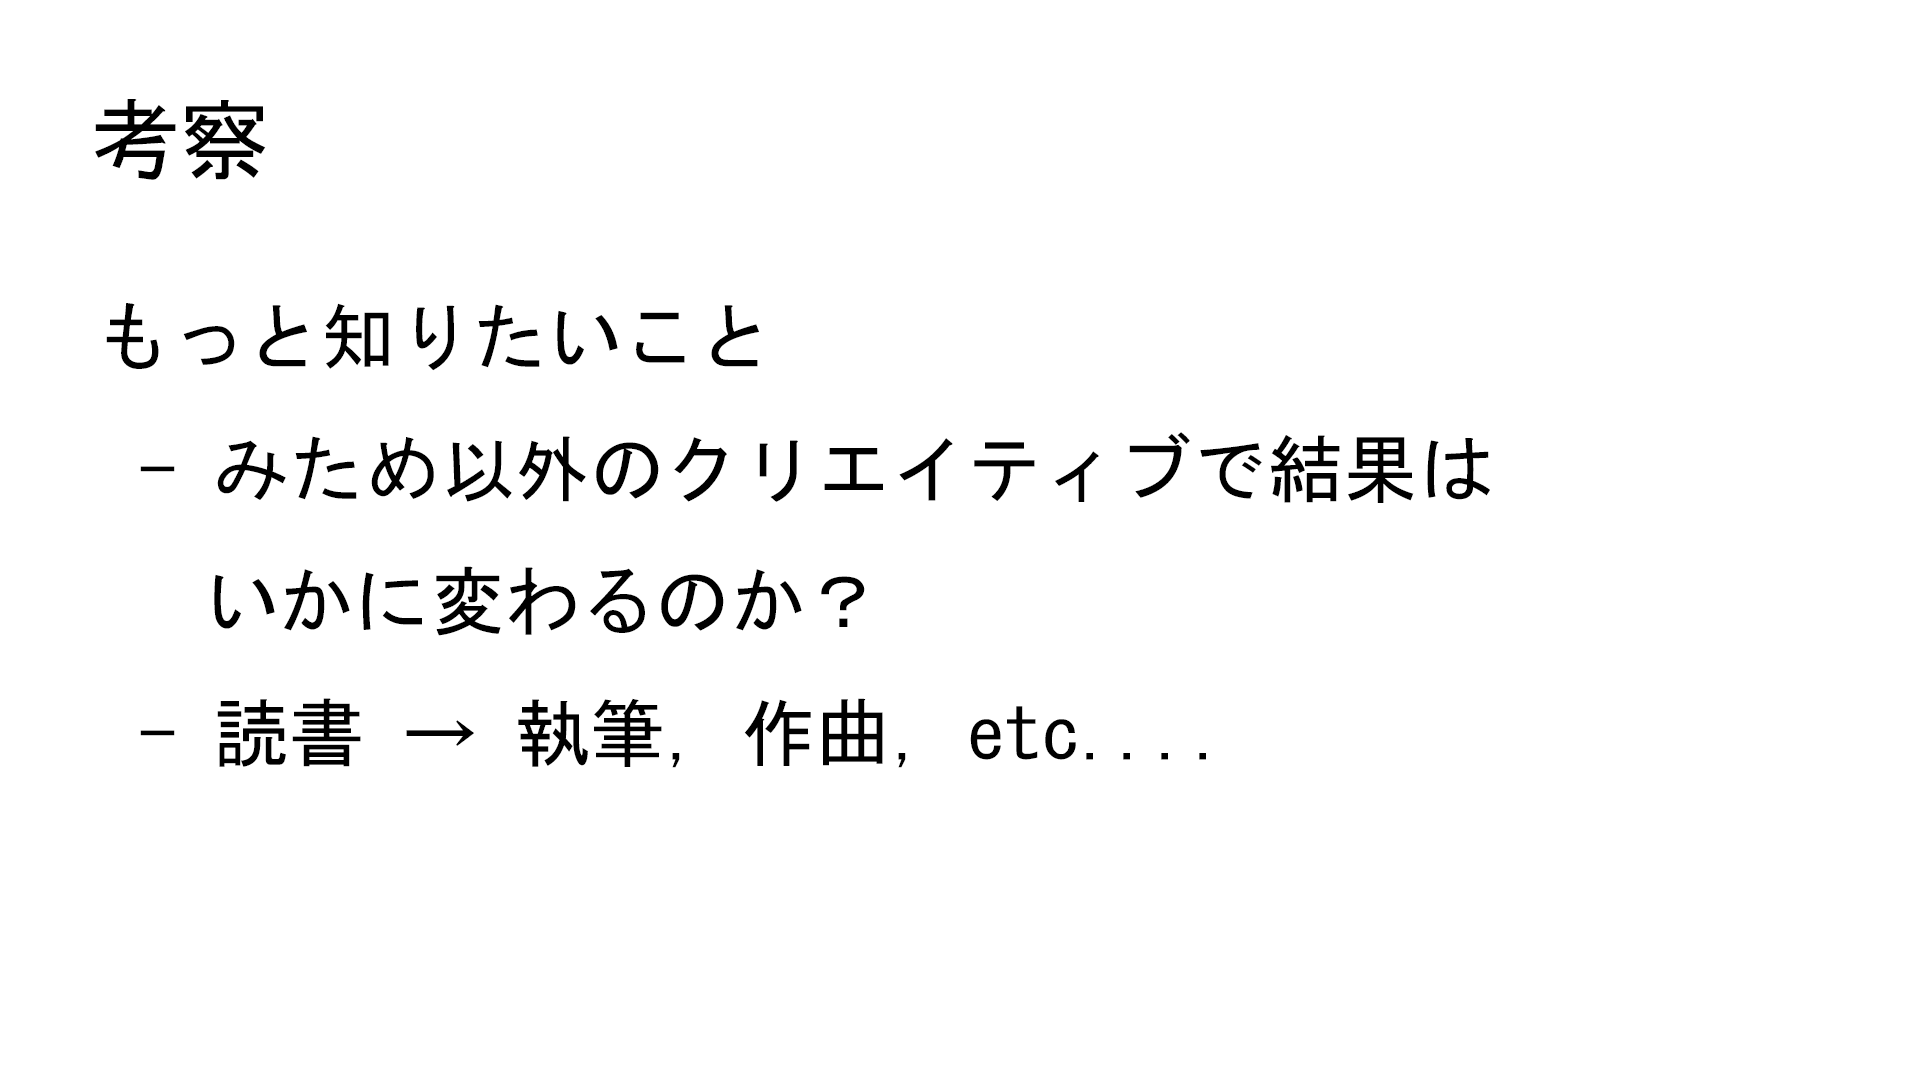 考察
もっと知りたいこと
- みため以外のクリエイティブで結果は
いかに変わるのか？
- 読書 → 執筆, 作曲, etc....